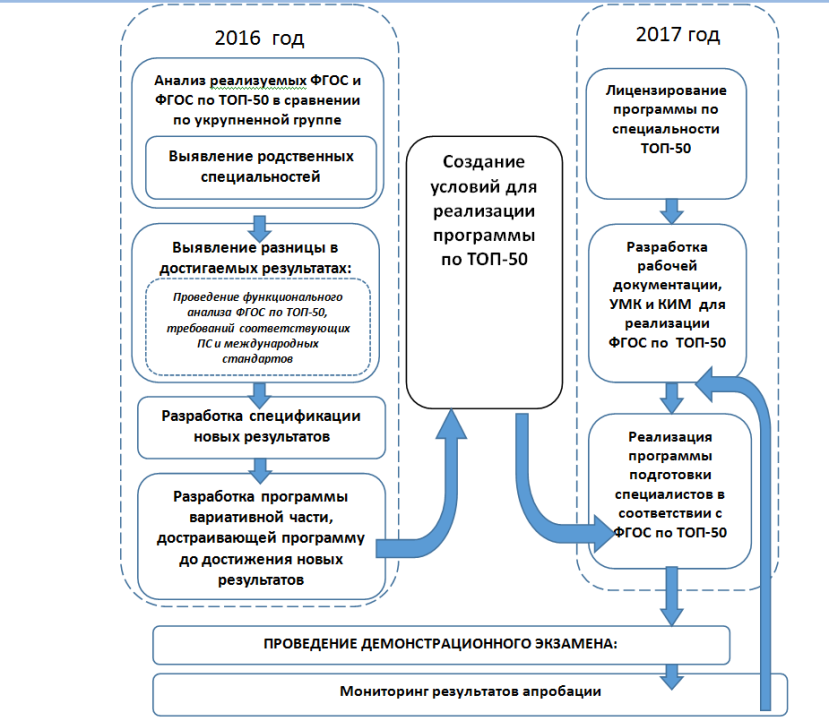 2016 год
Анализ реализуемых ФГОС и
ФГОС по ТОП-50 в сравнении
по укрупненной группе
Выявление родственных
специальностей
Выявление разницы в
достигаемых результатах:
Проведение функционального
анализа ФГОС по ТОП-50,
требований соответствующих
ПС и международных
стандартов
Разработка спецификации
новых результатов
Разработка программы
вариативной части,
достраивающей программу
до достижения новых
результатов
Создание
условий для
реализации
программы
по ТОП-50
2017 год
Лицензирование
программы по
специальности
ТОП-50
Разработка
рабочей
документации,
УМК и КИМ для
реализации
ФГОС по ТОП-50
Реализация
программы
подготовки
специалистов в
соответствии с
ФГОС по ТОП-50
ПРОВЕДЕНИЕ ДЕМОНСТРАЦИОННОГО ЭКЗАМЕНА:
Мониторинг результатов апробации